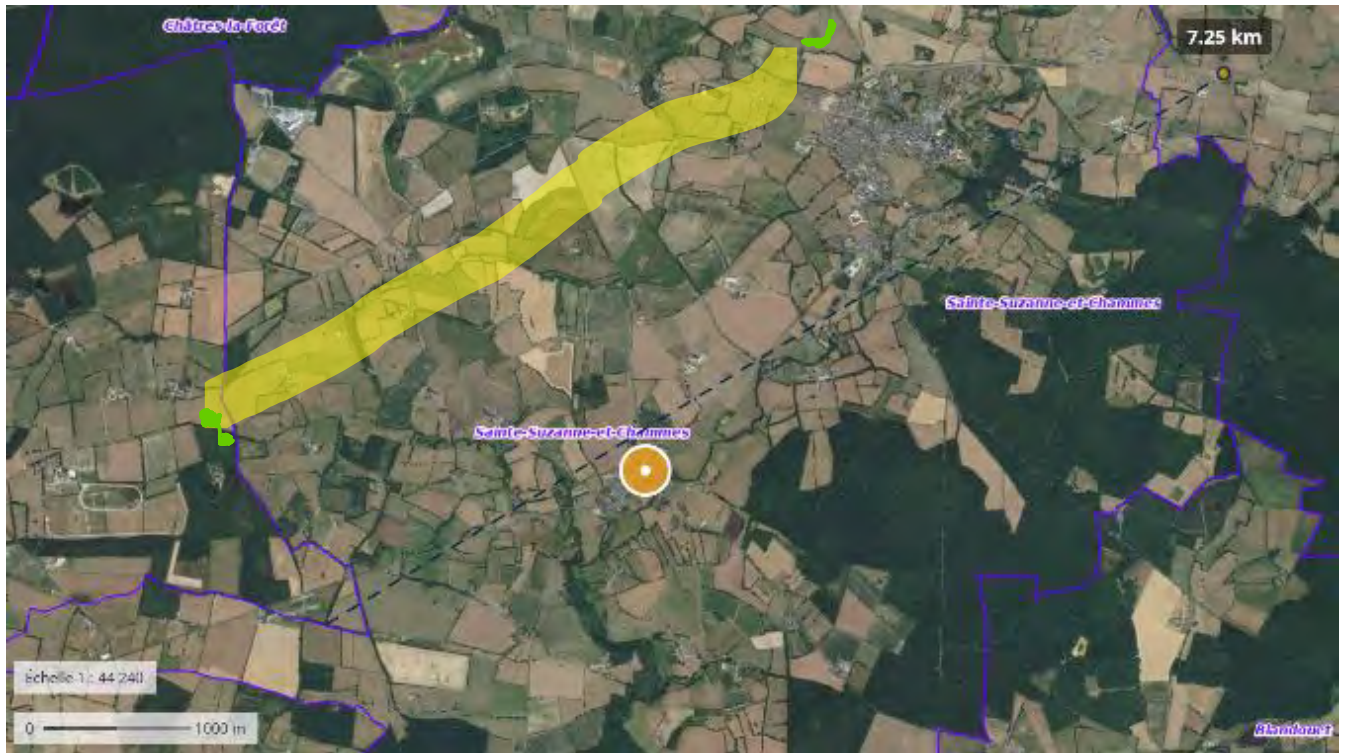 Châtres-la-Forêt
7.25 km
Sainte-Suzanne-et-Chammes
Sainte-Suzanne-et-Chammes
Échelle 1 : 44 240
0 1000 m
Blandouet